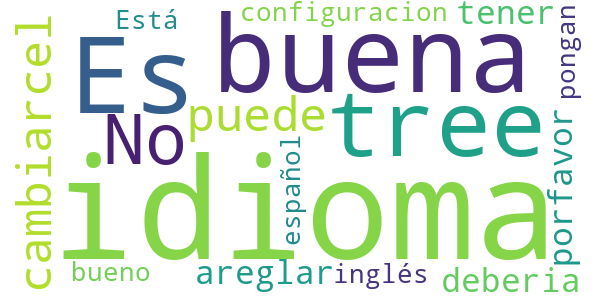 Está
configuracion
tener
Es
buena
pongan
cambiarcel
No
puede
tree
porfavor
español
idioma
bueno
areglar
inglés
deberia